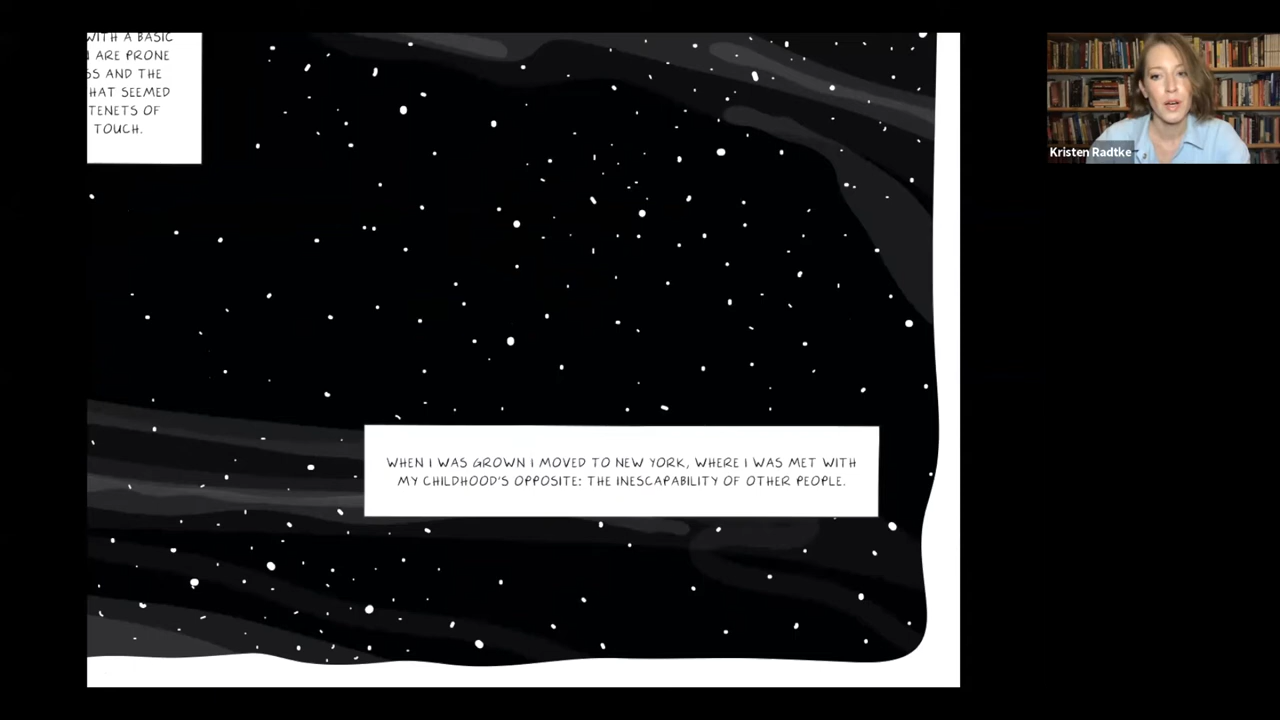 WITH A BASIC
ARE PRONE
SS AND THE
HAT SEEMED
TENETS OF
TOUCH.
WHEN I WAS GROWN I MOVED TO NEW YORK, WHERE I WAS MET WITH
MY CHILDHOOD'S OPPOSITE: THE INESCAPABILITY OF OTHER PEOPLE.
Kristen Radtke